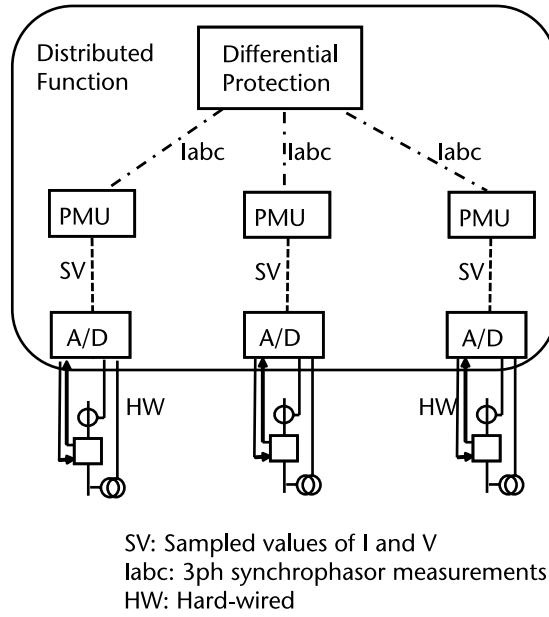 Distributed
Function
Differential
Protection
Iabc
Iabc
Iabc
PMU
PMU
PMU
SV
SV
SV
A/D
A/D
A/D
HW
HW
SV: Sampled values of I and V
Iabc: 3ph synchrophasor measurements
HW: Hard-wired